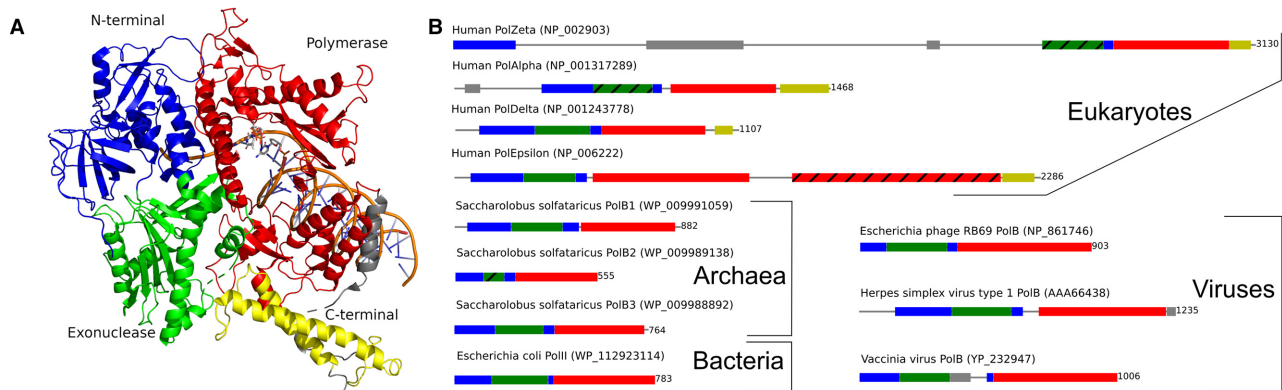 A
N-terminal
Polymerase
Exonuclease
C-terminal
B
Human PolZeta (NP_002903)
3130
Human PolAlpha (NP_001317289)
1468
Human PolDelta (NP_001243778)
1107
Human PolEpsilon (NP_006222)
2286
Eukaryotes
Saccharolobus solfataricus PolB1 (WP_009991059)
882
Saccharolobus solfataricus PolB2 (WP_009989138)
555
Saccharolobus solfataricus PolB3 (WP_009988892)
764
Archaea
Escherichia coli PolII (WP_112923114)
783
Bacteria
Escherichia phage RB69 PolB (NP_861746)
903
Herpes simplex virus type 1 PolB (AAA66438)
1235
Vaccinia virus PolB (YP_232947)
1006
Viruses